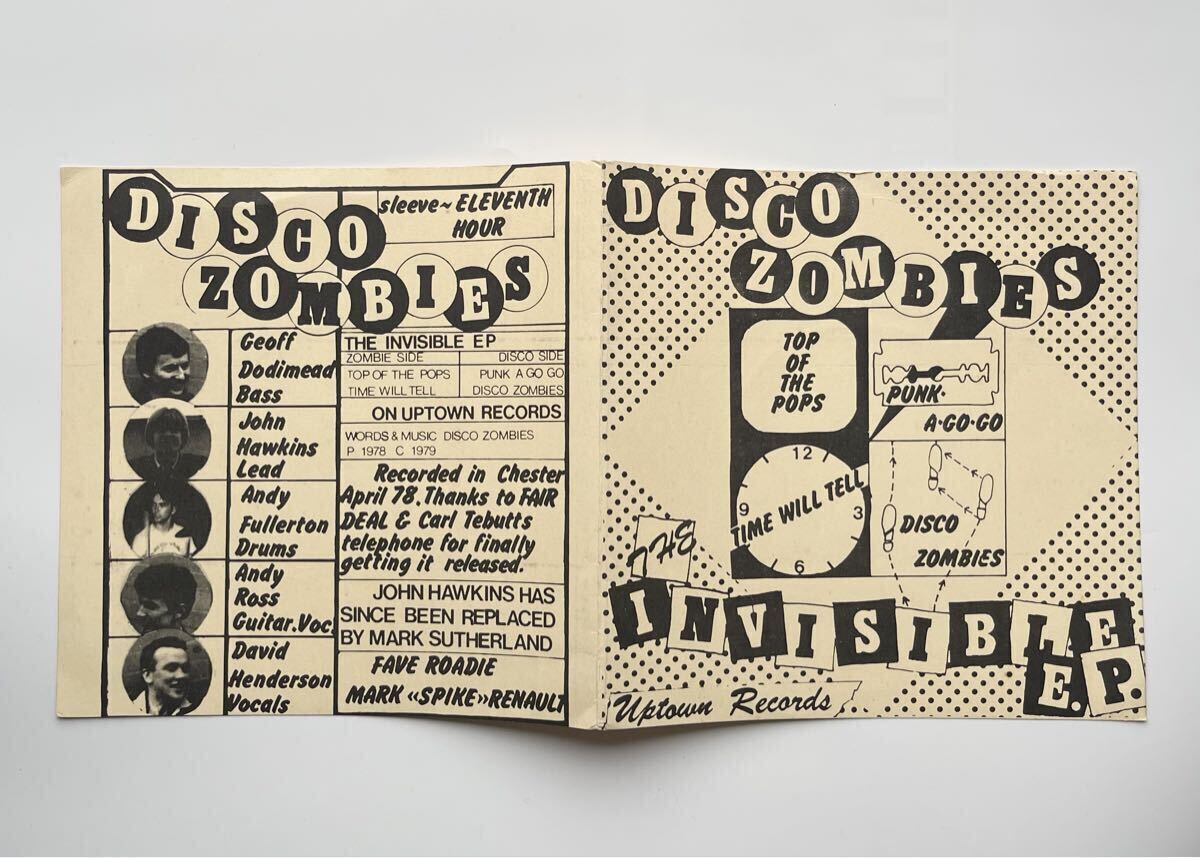 DISCO
ZOMBIES
sleeve~ ELEVENTH
HOUR
Geoff
Dodimead
Bass
John
Hawkins
Lead
Andy
Fullerton
Drums
Andy
Ross
Guitar.Voc.
David
Henderson
Vocals
THE INVISIBLE EP
ZOMBIE SIDE
DISCO SIDE
TOP OF THE POPS
PUNK A GO GO
TIME WILL TELL
DISCO ZOMBIES
ON UPTOWN RECORDS
WORDS & MUSIC DISCO ZOMBIES
P 1978 C 1979
Recorded in Chester
April 78. Thanks to FAIR
DEAL & Carl Tebutts
telephone for finally
getting it released.
JOHN HAWKINS HAS
SINCE BEEN REPLACED
BY MARK SUTHERLAND
FAVE ROADIE
MARK «SPIKE» RENAULT
DISCO
ZOMBIES
TOP
OF
THE
POPS
PUNK·
A·GO·GO
12
9
3
6
TIME WILL TELL
DISCO
ZOMBIES
THE
INVISIBLE
E.P.
Uptown Records